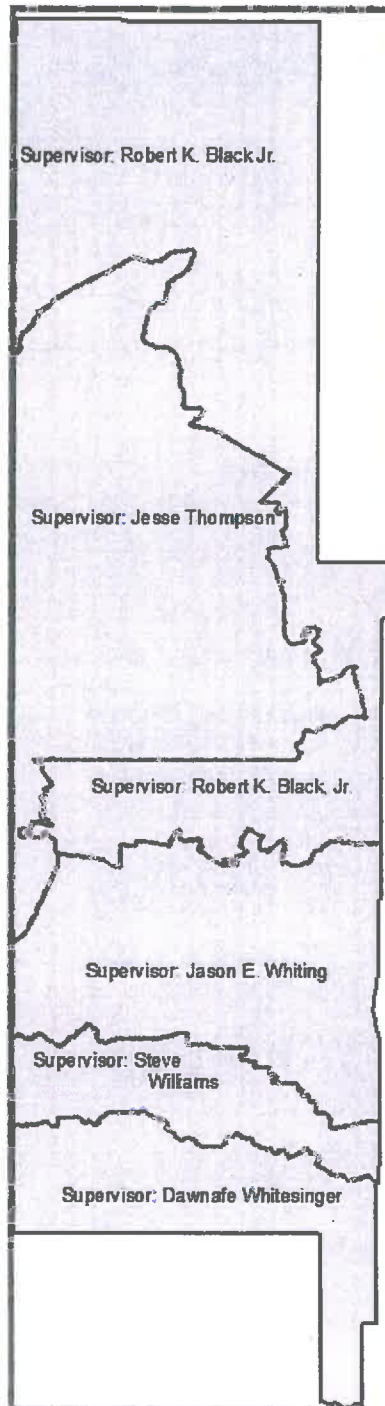 Supervisor: Robert K. Black Jr.
Supervisor: Jesse Thompson
Supervisor: Robert K. Black, Jr.
Supervisor: Jason E. Whiting
Supervisor: Steve
Williams
Supervisor: Dawnafe Whitesinger